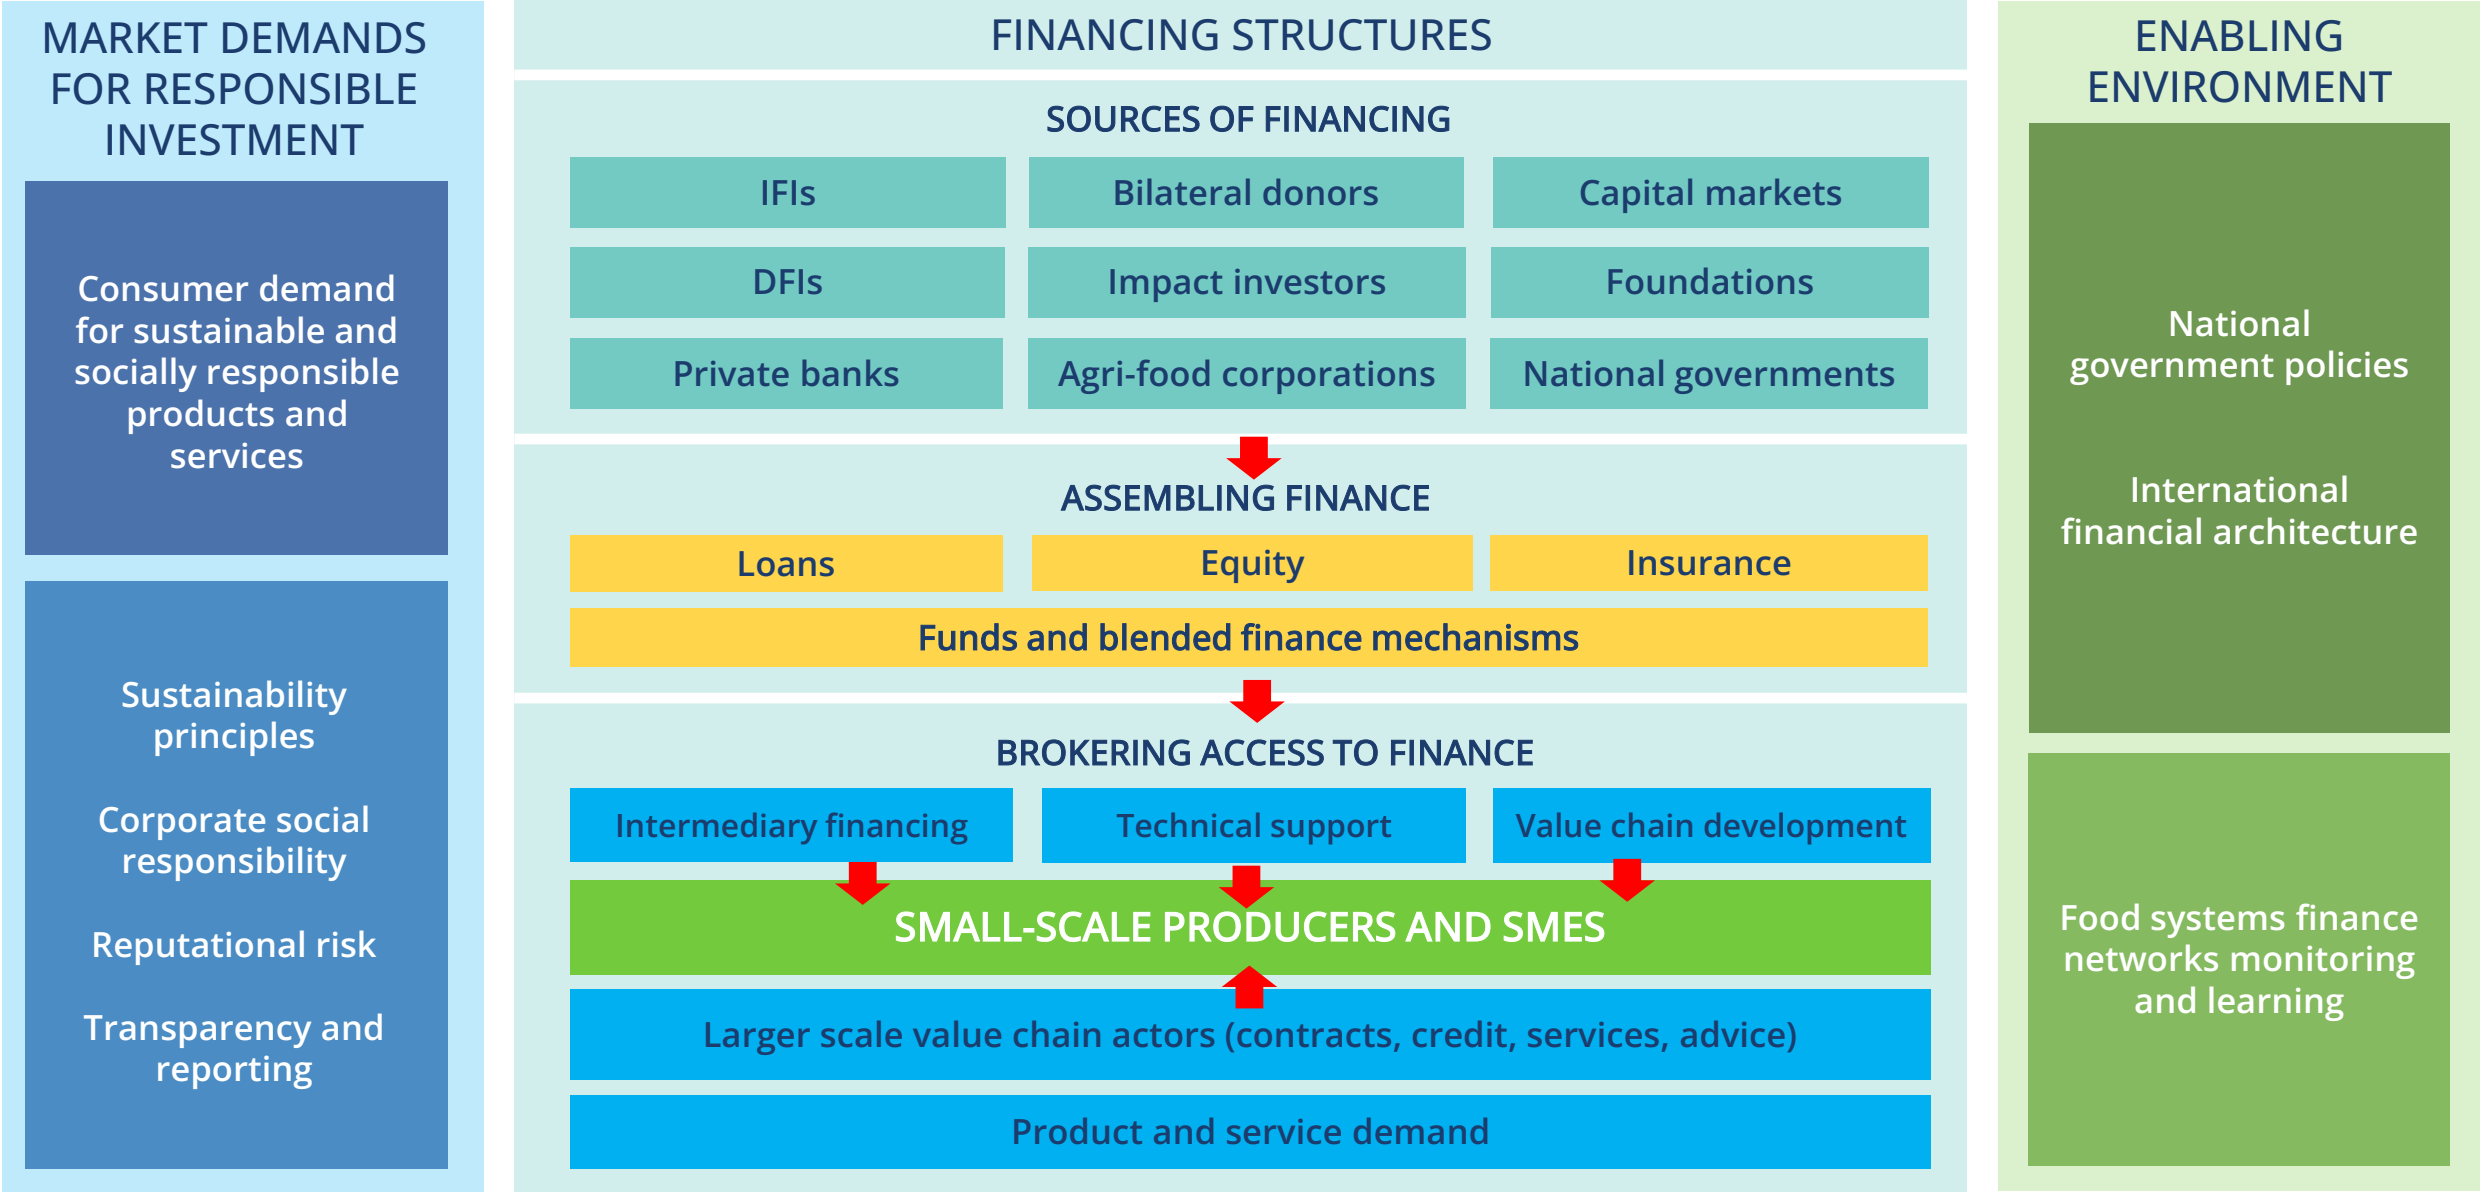 MARKET DEMANDS
FOR RESPONSIBLE
INVESTMENT
Consumer demand
for sustainable and
socially responsible
products and
services
Sustainability
principles
Corporate social
responsibility
Reputational risk
Transparency and
reporting
FINANCING STRUCTURES
SOURCES OF FINANCING
IFIs
Bilateral donors
Capital markets
DFIs
Impact investors
Foundations
Private banks
Agri-food corporations
National governments
ASSEMBLING FINANCE
Loans
Equity
Insurance
Funds and blended finance mechanisms
BROKERING ACCESS TO FINANCE
Intermediary financing
Technical support
Value chain development
SMALL-SCALE PRODUCERS AND SMES
Larger scale value chain actors (contracts, credit, services, advice)
Product and service demand
ENABLING
ENVIRONMENT
National
government policies
International
financial architecture
Food systems finance
networks monitoring
and learning